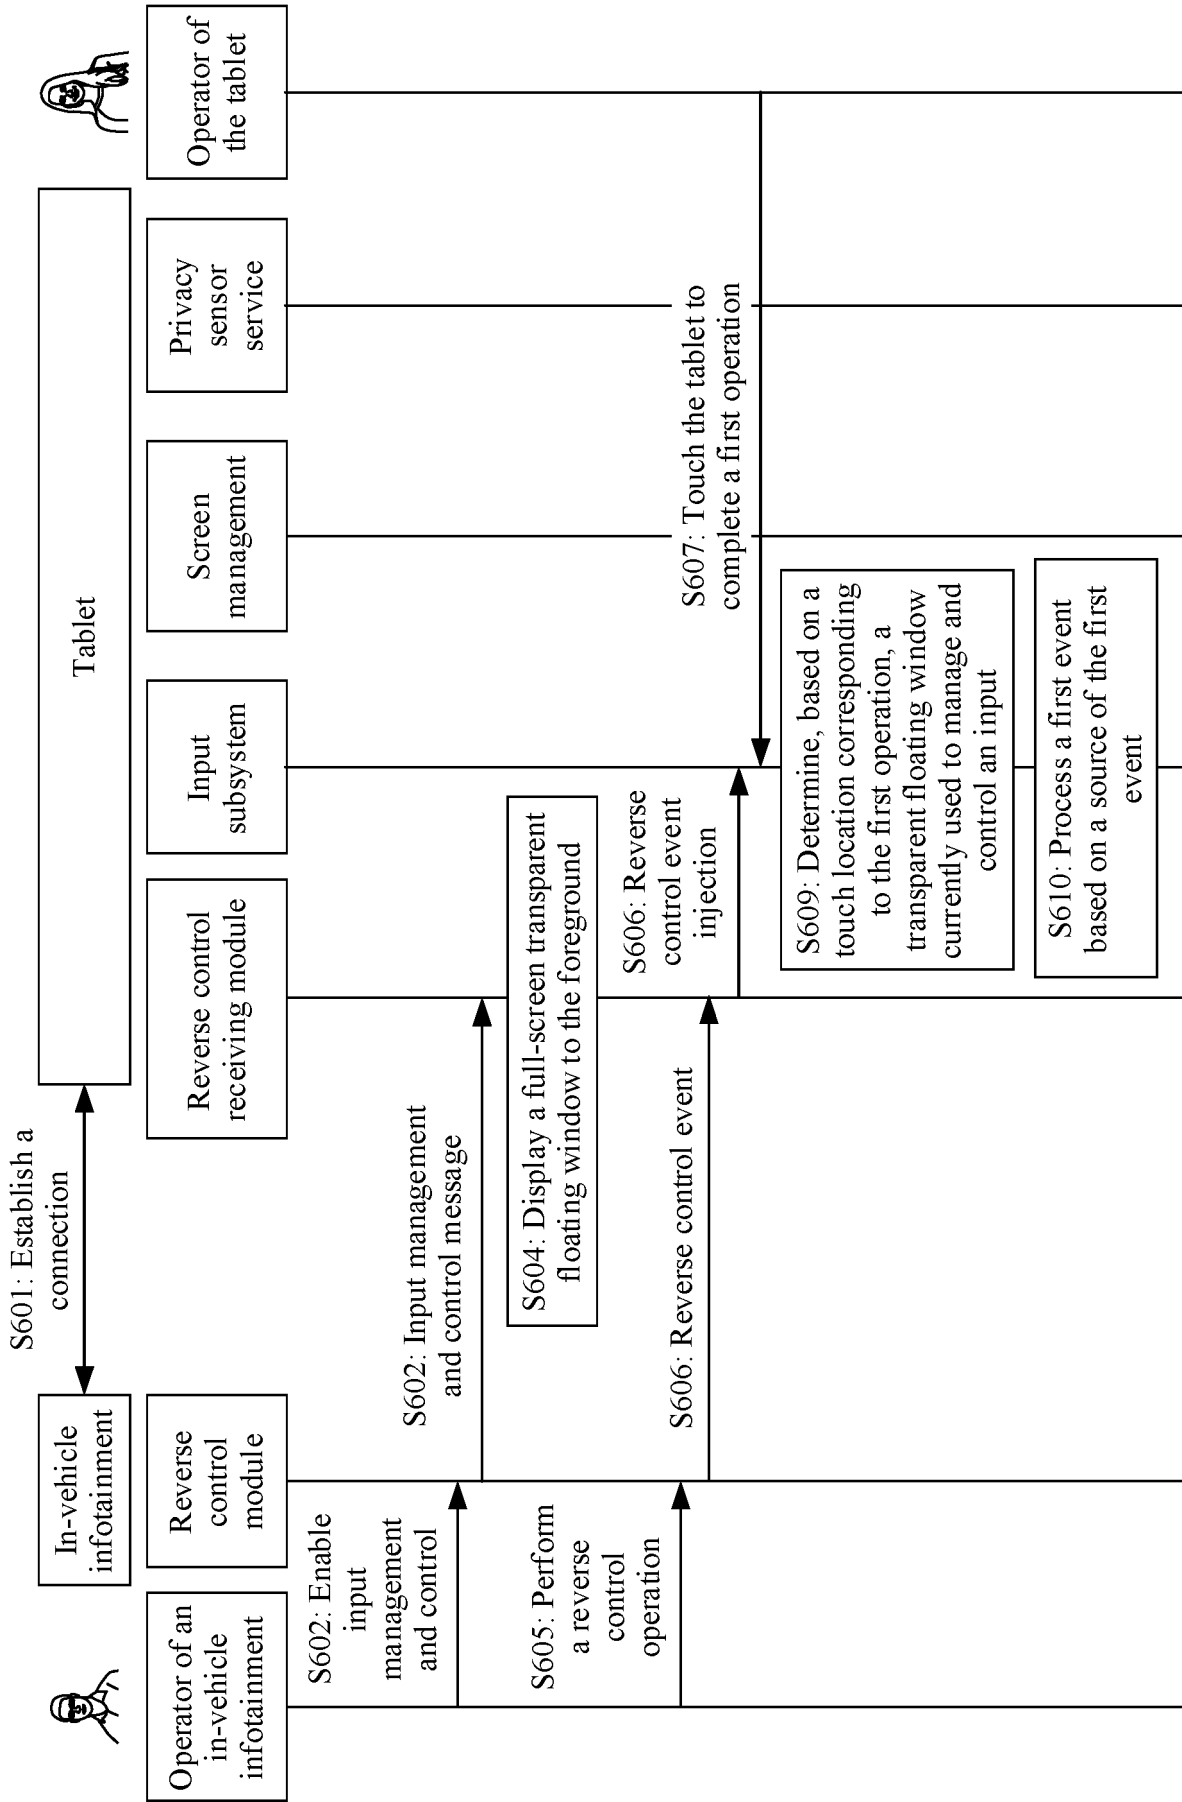 Operator of an
in-vehicle
infotainment
In-vehicle
infotainment
Reverse
control
module
S601: Establish a
connection
Tablet
Reverse control
receiving module
Input
subsystem
Screen
management
Privacy
sensor
service
Operator of
the tablet
S602: Enable
input
management
and control
S602: Input management
and control message
S604: Display a full-screen transparent
floating window to the foreground
S605: Perform
a reverse
control
operation
S606: Reverse control event
S606: Reverse
control event
injection
S607: Touch the tablet to
complete a first operation
S609: Determine, based on a
touch location corresponding
to the first operation, a
transparent floating window
currently used to manage and
control an input
S610: Process a first event
based on a source of the first
event